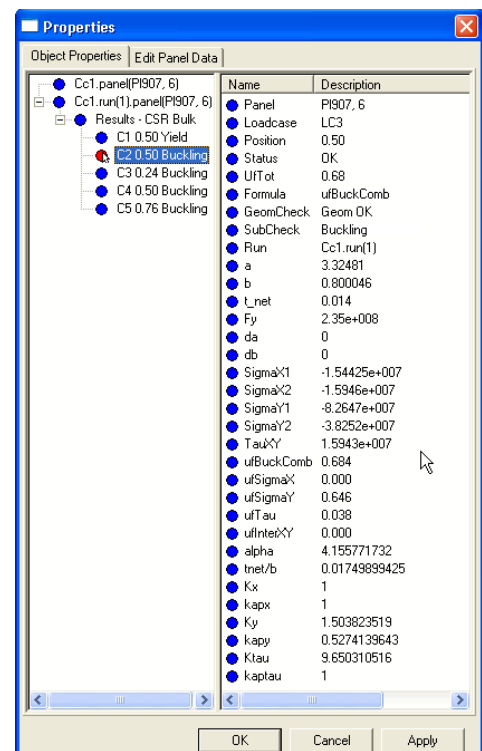 Properties
Object Properties Edit Panel Data
Cc1.panel(PI907, 6)
Cc1.run(1).panel(PI907, 6)
Results - CSR Bulk
C1 0.50 Yield
C2 0.50 Buckling
C3 0.24 Buckling
C4 0.50 Buckling
C5 0.76 Buckling
Name Description
Panel PI907, 6
Loadcase LC3
Position 0.50
Status OK
UfTot 0.68
Formula ufBuckComb
GeomCheck Geom OK
SubCheck Buckling
Run Cc1.run(1)
a 3.32481
b 0.800046
t_net 0.014
Fy 2.35e+008
da 0
db 0
SigmaX1 -1.54425e+007
SigmaX2 -1.5946e+007
SigmaY1 -8.2647e+007
SigmaY2 -3.8252e+007
TauXY 1.5943e+007
ufBuckComb 0.684
ufSigmaX 0.000
ufSigmaY 0.646
ufTau 0.038
ufInterXY 0.000
alpha 4.155771732
tnet/b 0.01749899425
Kx 1
kapx 1
Ky 1.503823519
kapy 0.5274139643
Ktau 9.650310516
kaptau 1
OK Cancel Apply